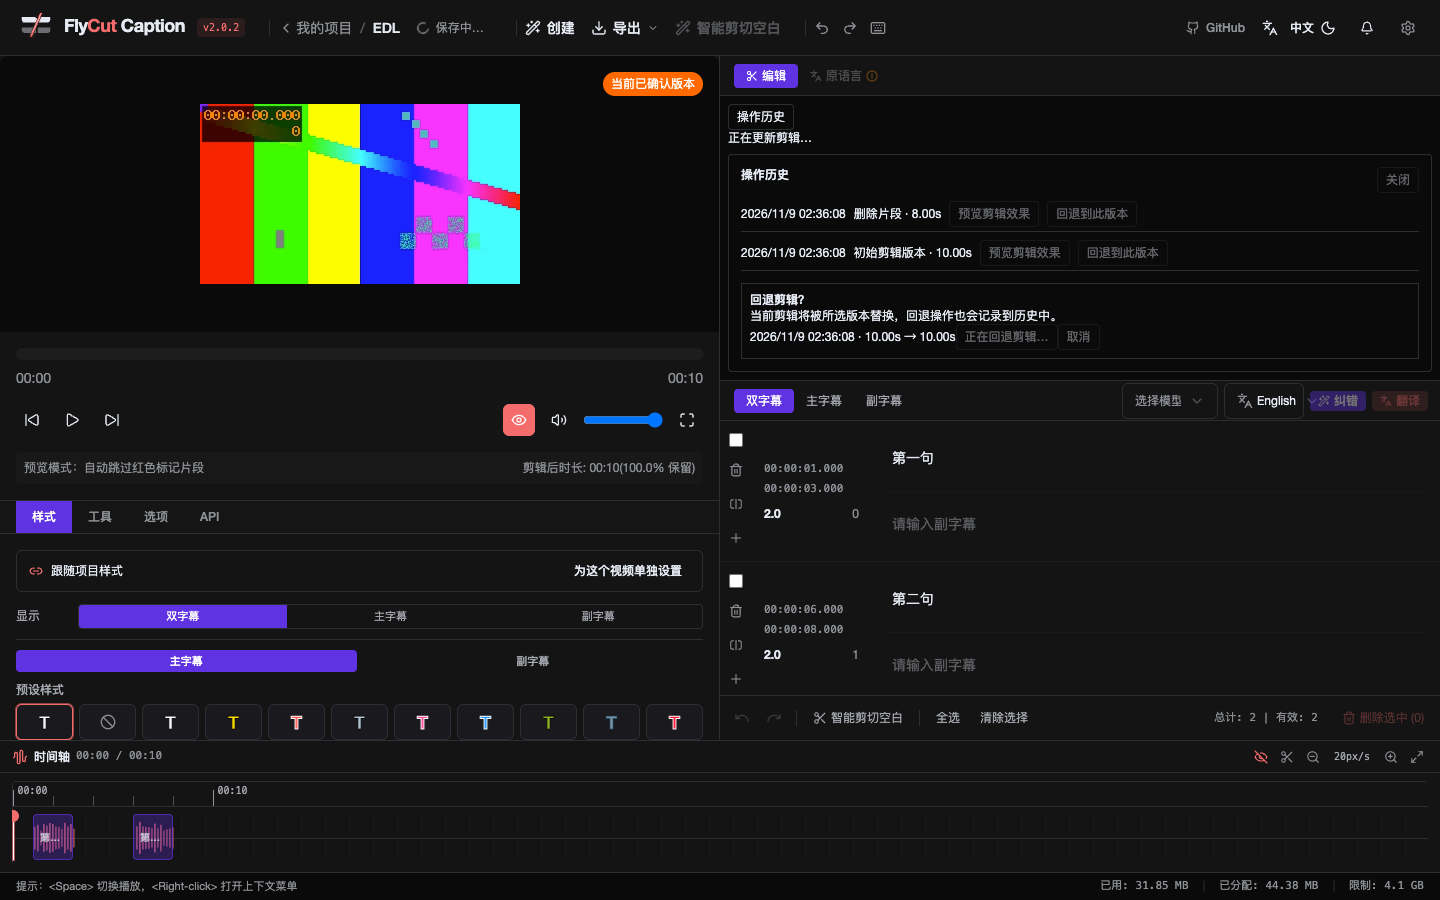 FlyCut Caption v2.0.2 我的项目 / EDL 保存中... 创建 导出 智能剪切空白 GitHub 中文
当前已确认版本
00:00:00.000
0
00:00 00:10
预览模式：自动跳过红色标记片段 剪辑后时长: 00:10(100.0% 保留)
样式 工具 选项 API
跟随项目样式 为这个视频单独设置
显示 双字幕 主字幕 副字幕
主字幕 副字幕
预设样式
T T T T T T T T T T
编辑 原语言
操作历史
正在更新剪辑...
操作历史 关闭
2026/11/9 02:36:08 删除片段 · 8.00s 预览剪辑效果 回退到此版本
2026/11/9 02:36:08 初始剪辑版本 · 10.00s 预览剪辑效果 回退到此版本
回退剪辑?
当前剪辑将被所选版本替换，回退操作也会记录到历史中。
2026/11/9 02:36:08 · 10.00s → 10.00s 正在回退剪辑... 取消
双字幕 主字幕 副字幕 选择模型 English 纠错 翻译
00:00:01.000 第一句
00:00:03.000
2.0 0 请输入副字幕
00:00:06.000 第二句
00:00:08.000
2.0 1 请输入副字幕
智能剪切空白 全选 清除选择 总计: 2 | 有效: 2 删除选中 (0)
时间轴 00:00 / 00:10 20px/s
00:00 00:10
第... 第...
提示：<Space> 切换播放，<Right-click> 打开上下文菜单 已用: 31.85 MB 已分配: 44.38 MB 限制: 4.1 GB